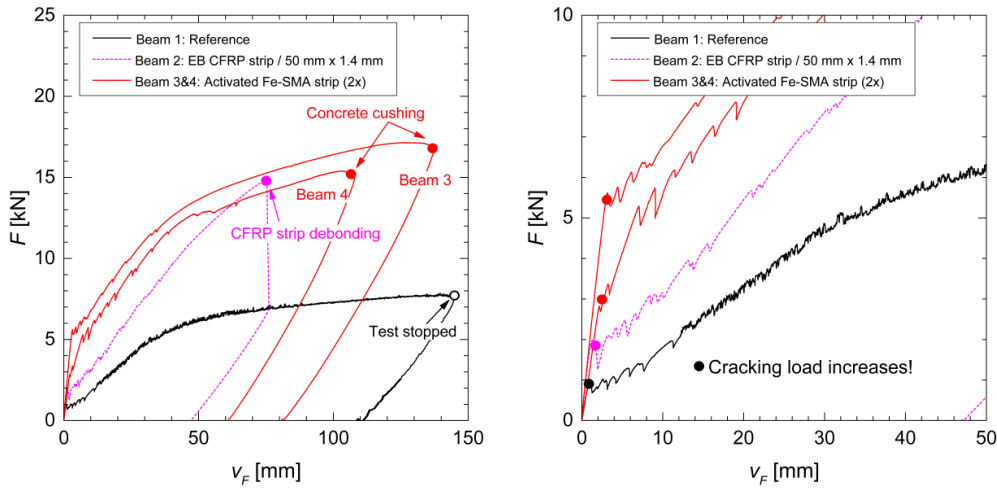 25
20
15
10
5
0
F [kN]
0
50
100
150
v_F [mm]
Beam 1: Reference
Beam 2: EB CFRP strip / 50 mm x 1.4 mm
Beam 3&4: Activated Fe-SMA strip (2x)
Concrete cushing
Beam 3
Beam 4
CFRP strip debonding
Test stopped
10
5
0
F [kN]
0
10
20
30
40
50
v_F [mm]
Beam 1: Reference
Beam 2: EB CFRP strip / 50 mm x 1.4 mm
Beam 3&4: Activated Fe-SMA strip (2x)
Cracking load increases!